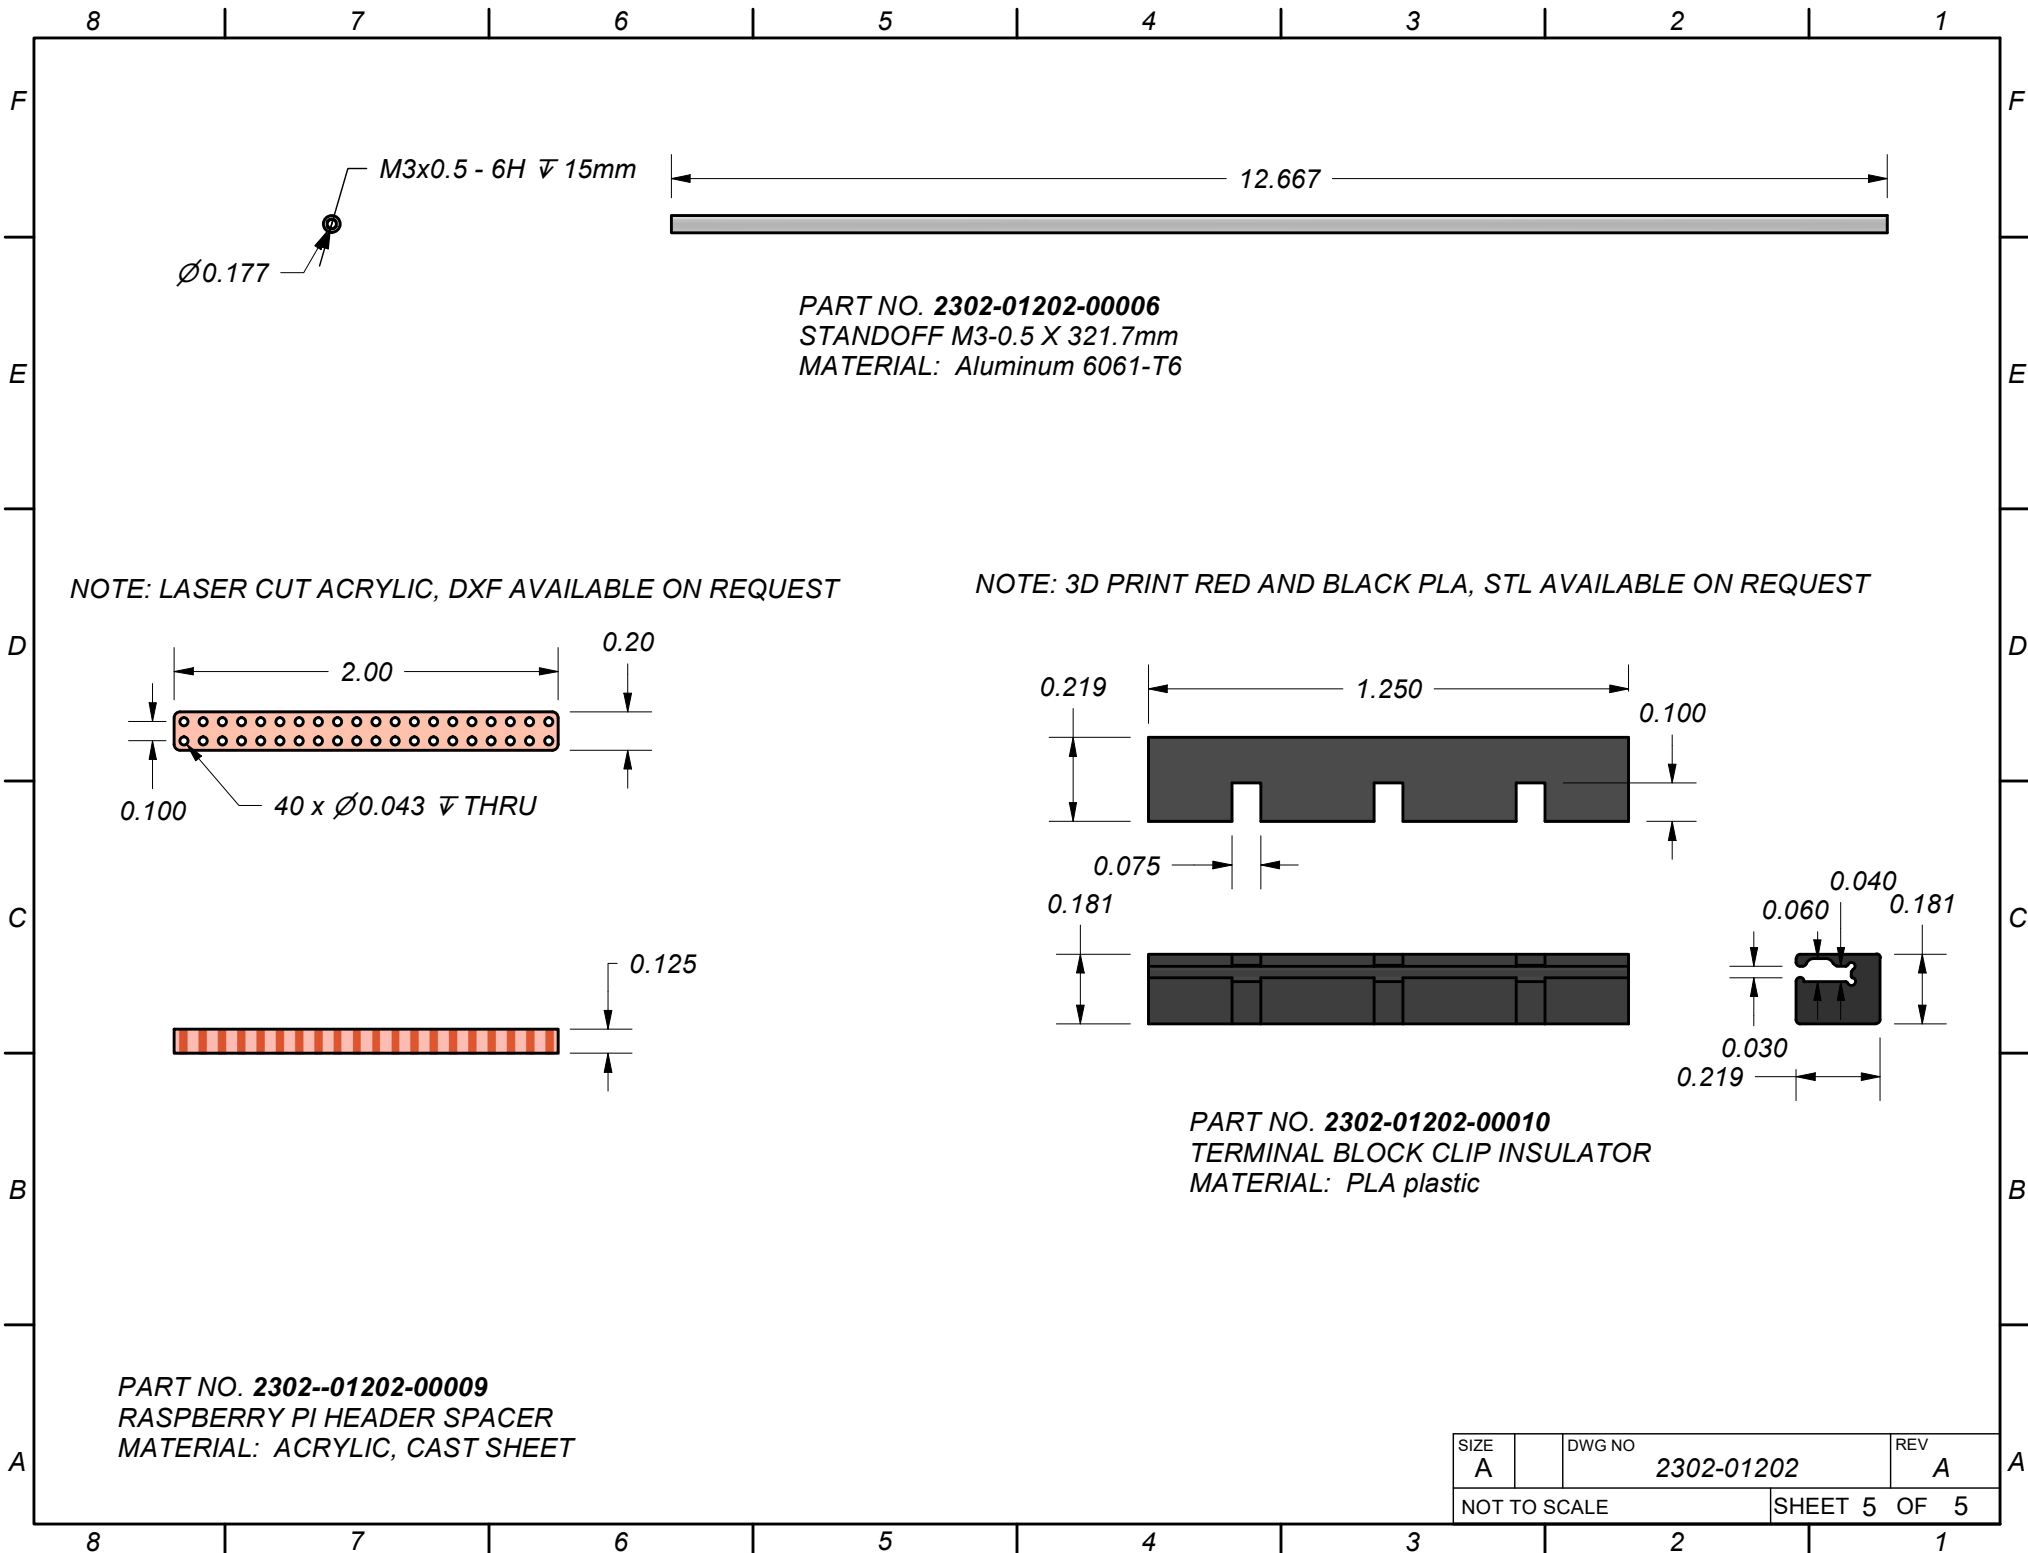 8 7 6 5 4 3 2 1
F F
M3x0.5 - 6H ↧ 15mm
12.667
Ø0.177
PART NO. 2302-01202-00006
STANDOFF M3-0.5 X 321.7mm
MATERIAL: Aluminum 6061-T6
E E
NOTE: LASER CUT ACRYLIC, DXF AVAILABLE ON REQUEST
NOTE: 3D PRINT RED AND BLACK PLA, STL AVAILABLE ON REQUEST
D D
2.00
0.20
0.100
40 x Ø0.043 ↧ THRU
0.219
1.250
0.100
0.075
C C
0.125
0.181
0.040
0.060
0.181
0.030
0.219
PART NO. 2302-01202-00010
TERMINAL BLOCK CLIP INSULATOR
MATERIAL: PLA plastic
B B
PART NO. 2302--01202-00009
RASPBERRY PI HEADER SPACER
MATERIAL: ACRYLIC, CAST SHEET
A A
SIZE
A
DWG NO
2302-01202
REV
A
NOT TO SCALE
SHEET 5 OF 5
8 7 6 5 4 3 2 1